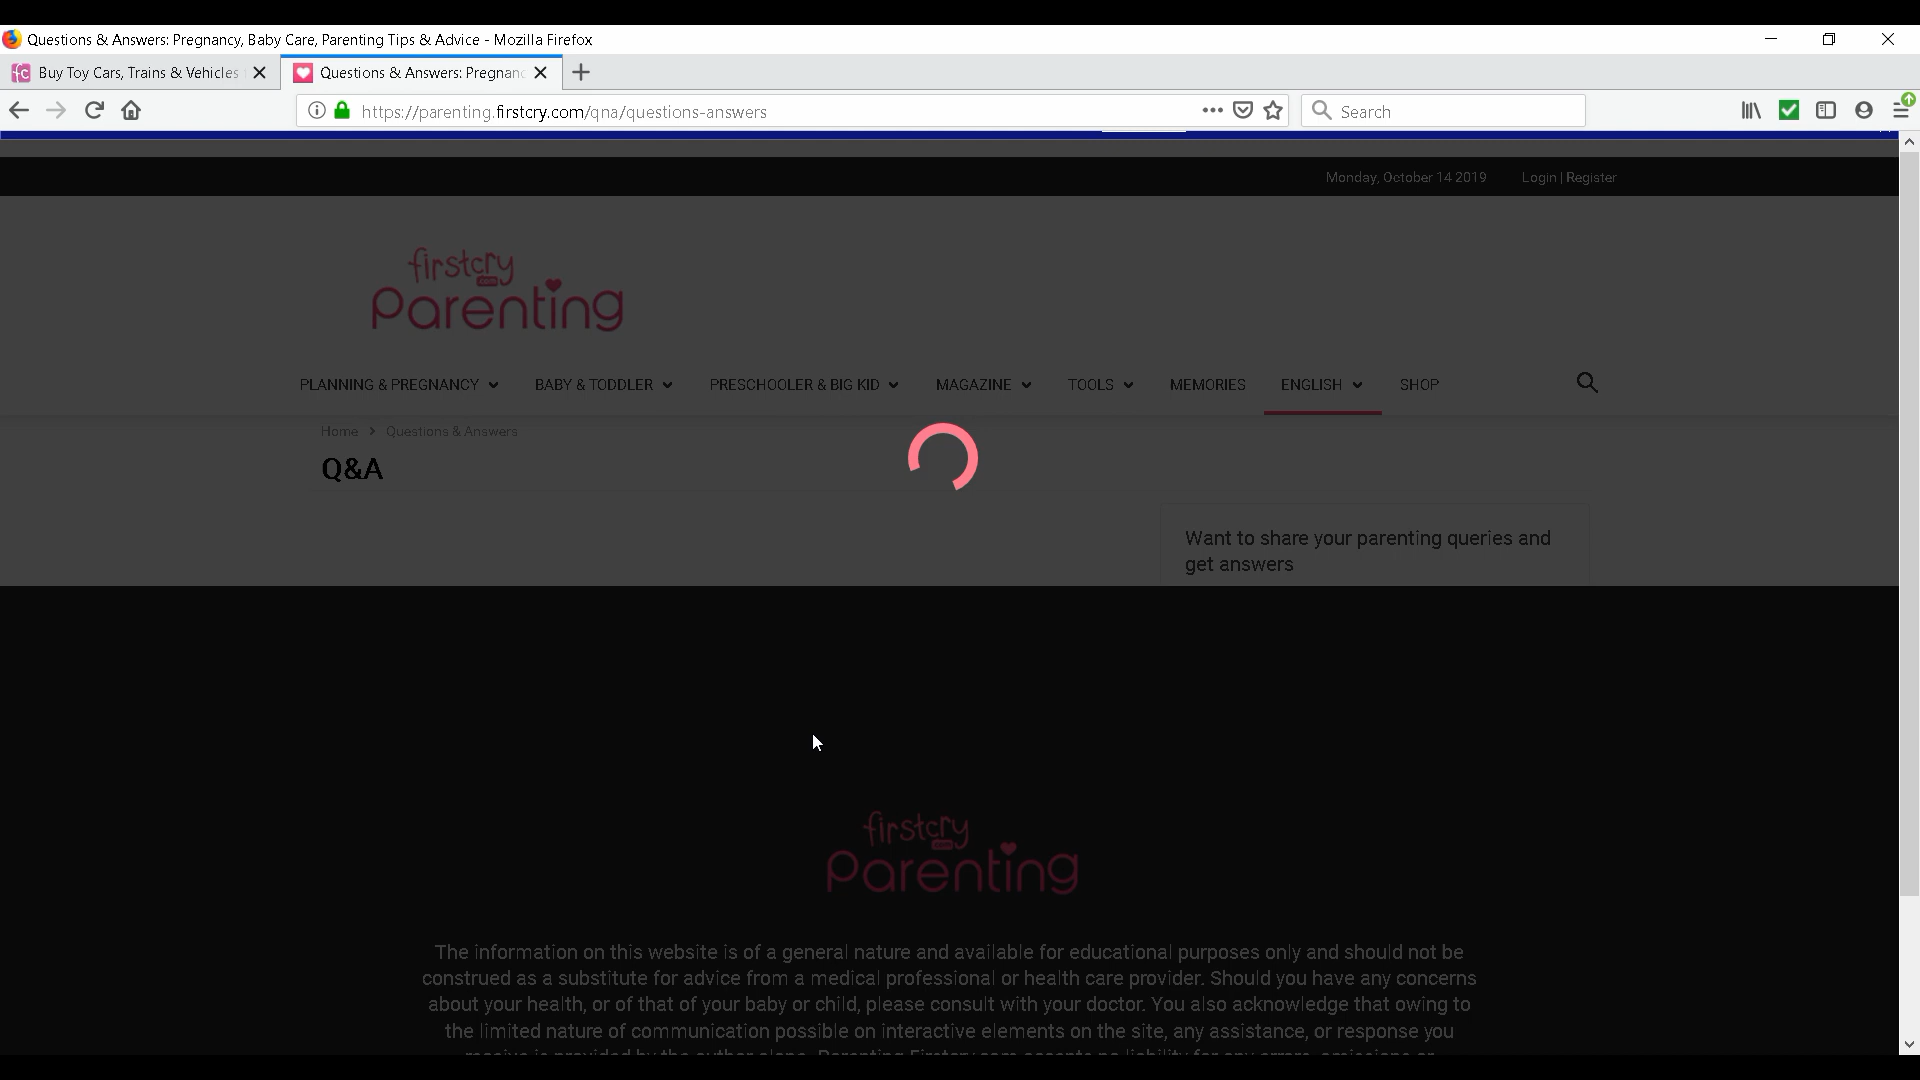 Questions & Answers: Pregnancy, Baby Care, Parenting Tips & Advice - Mozilla Firefox
fc Buy Toy Cars, Trains & Vehicles
Questions & Answers: Pregnanc
https://parenting.firstcry.com/qna/questions-answers
Search
Monday, October 14 2019
Login | Register
firstcry
.com
Parenting
PLANNING & PREGNANCY
BABY & TODDLER
PRESCHOOLER & BIG KID
MAGAZINE
TOOLS
MEMORIES
ENGLISH
SHOP
Home
Questions & Answers
Q&A
Want to share your parenting queries and
get answers
firstcry
.com
Parenting
The information on this website is of a general nature and available for educational purposes only and should not be
construed as a substitute for advice from a medical professional or health care provider. Should you have any concerns
about your health, or of that of your baby or child, please consult with your doctor. You also acknowledge that owing to
the limited nature of communication possible on interactive elements on the site, any assistance, or response you